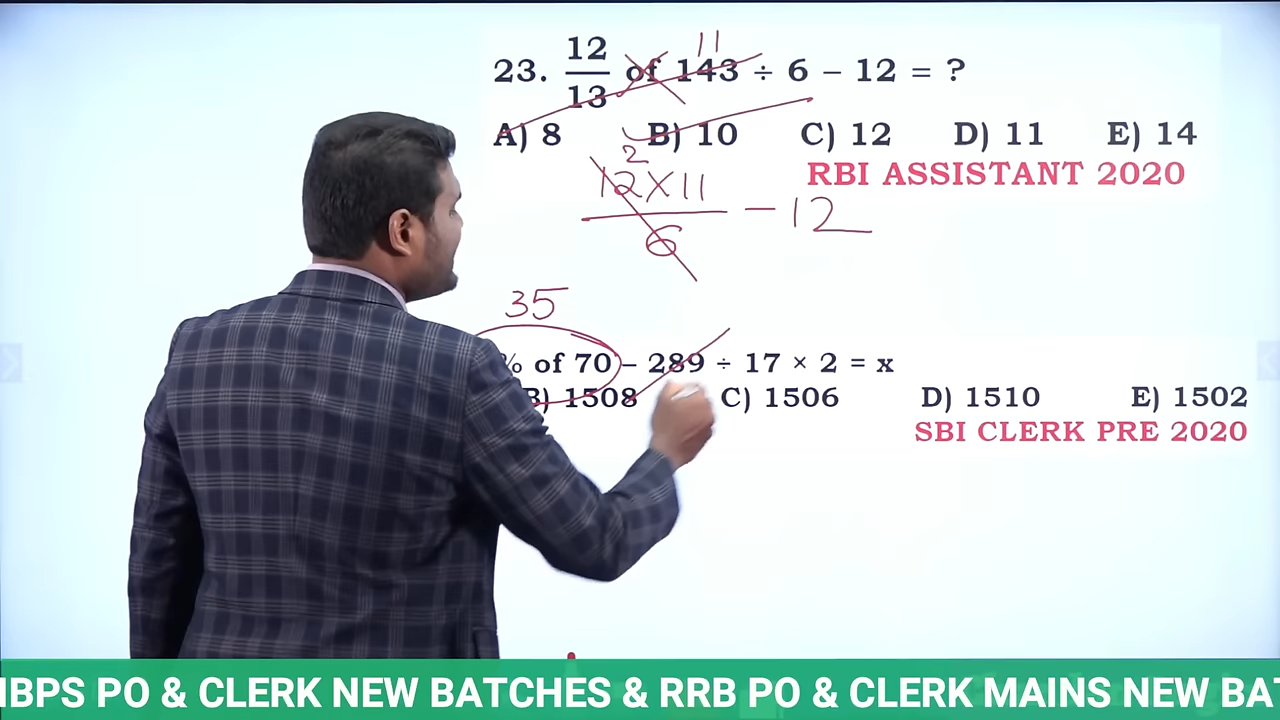 11
23. 12/13 of 143 ÷ 6 – 12 = ?
A) 8 B) 10 C) 12 D) 11 E) 14
RBI ASSISTANT 2020
2
12×11/6 – 12
35
% of 70 – 289 ÷ 17 × 2 = x
B) 1508 C) 1506 D) 1510 E) 1502
SBI CLERK PRE 2020
IBPS PO & CLERK NEW BATCHES & RRB PO & CLERK MAINS NEW BAT